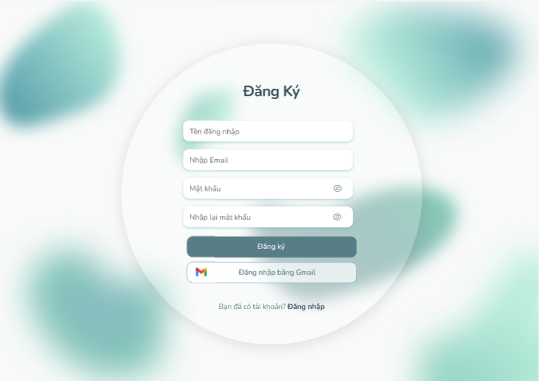 Đăng Ký
Tên đăng nhập
Nhập Email
Mật khẩu
Nhập lại mật khẩu
Đăng ký
Đăng nhập bằng Gmail
Bạn đã có tài khoản? Đăng nhập